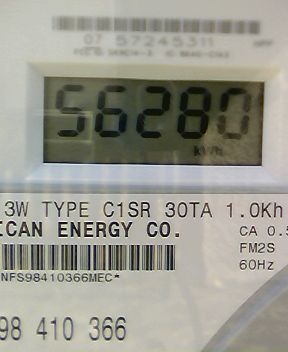 07 57245311
56280
kWh
3W TYPE C1SR 30TA 1.0Kh
ICAN ENERGY CO.
CA 0.5
FM2S
60Hz
NFS98410366MEC*
98 410 366